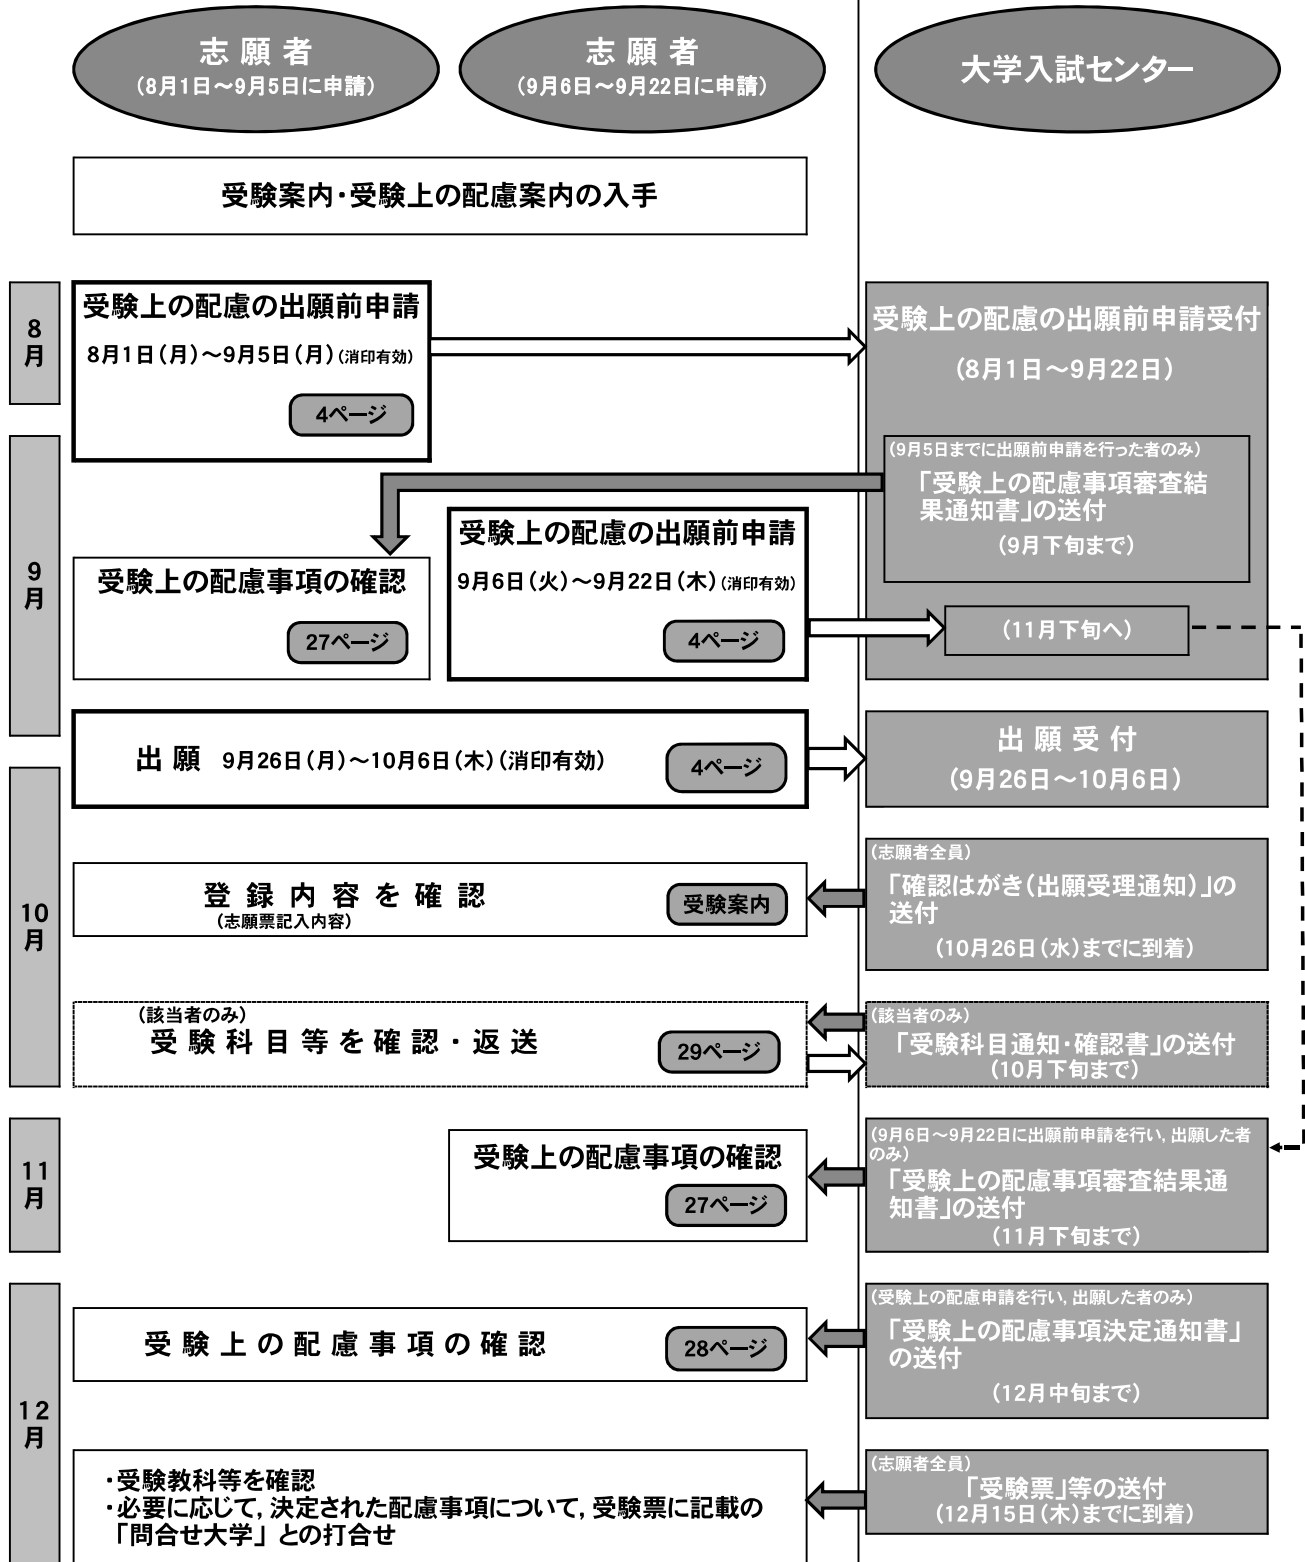 志願者
（8月1日～9月5日に申請）
志願者
（9月6日～9月22日に申請）
大学入試センター
受験案内・受験上の配慮案内の入手
8
月
受験上の配慮の出願前申請
8月1日（月）～9月5日（月）（消印有効）
4ページ
受験上の配慮の出願前申請受付
（8月1日～9月22日）
9
月
（9月5日までに出願前申請を行った者のみ）
「受験上の配慮事項審査結
果通知書」の送付
（9月下旬まで）
受験上の配慮事項の確認
27ページ
受験上の配慮の出願前申請
9月6日（火）～9月22日（木）（消印有効）
4ページ
（11月下旬へ）
出願 9月26日（月）～10月6日（木）（消印有効）
4ページ
出願受付
（9月26日～10月6日）
10
月
登録内容を確認
（志願票記入内容）
受験案内
（志願者全員）
「確認はがき（出願受理通知）」の
送付
（10月26日（水）までに到着）
（該当者のみ）
受験科目等を確認・返送
29ページ
（該当者のみ）
「受験科目通知・確認書」の送付
（10月下旬まで）
11
月
受験上の配慮事項の確認
27ページ
（9月6日～9月22日に出願前申請を行い，出願した者
のみ）
「受験上の配慮事項審査結果通
知書」の送付
（11月下旬まで）
12
月
受験上の配慮事項の確認
28ページ
（受験上の配慮申請を行い，出願した者のみ）
「受験上の配慮事項決定通知書」
の送付
（12月中旬まで）
・受験教科等を確認
・必要に応じて，決定された配慮事項について，受験票に記載の
「問合せ大学」との打合せ
（志願者全員）
「受験票」等の送付
（12月15日（木）までに到着）